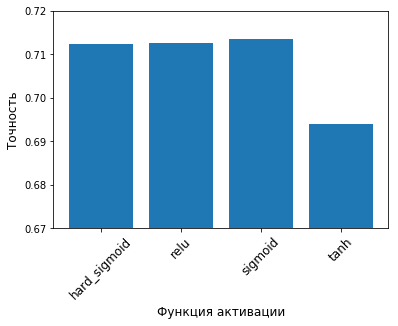 0.72
0.71
0.70
0.69
0.68
0.67
Точность
hard_sigmoid
relu
sigmoid
tanh
Функция активации